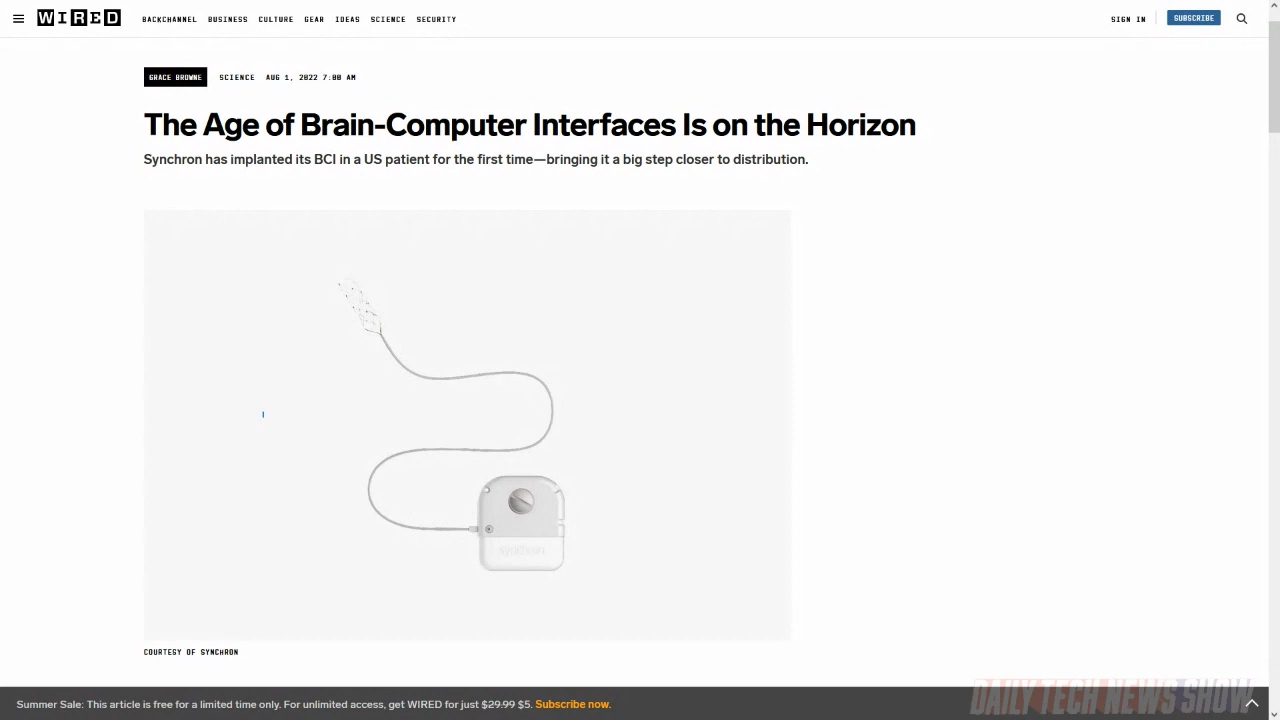 WIRED
BACKCHANNEL BUSINESS CULTURE GEAR IDEAS SCIENCE SECURITY
SIGN IN
SUBSCRIBE
GRACE BROWNE SCIENCE AUG 1, 2022 7:00 AM
The Age of Brain-Computer Interfaces Is on the Horizon
Synchron has implanted its BCI in a US patient for the first time—bringing it a big step closer to distribution.
synchron
COURTESY OF SYNCHRON
Summer Sale: This article is free for a limited time only. For unlimited access, get WIRED for just $29.99 $5. Subscribe now.
DAILY TECH NEWS SHOW